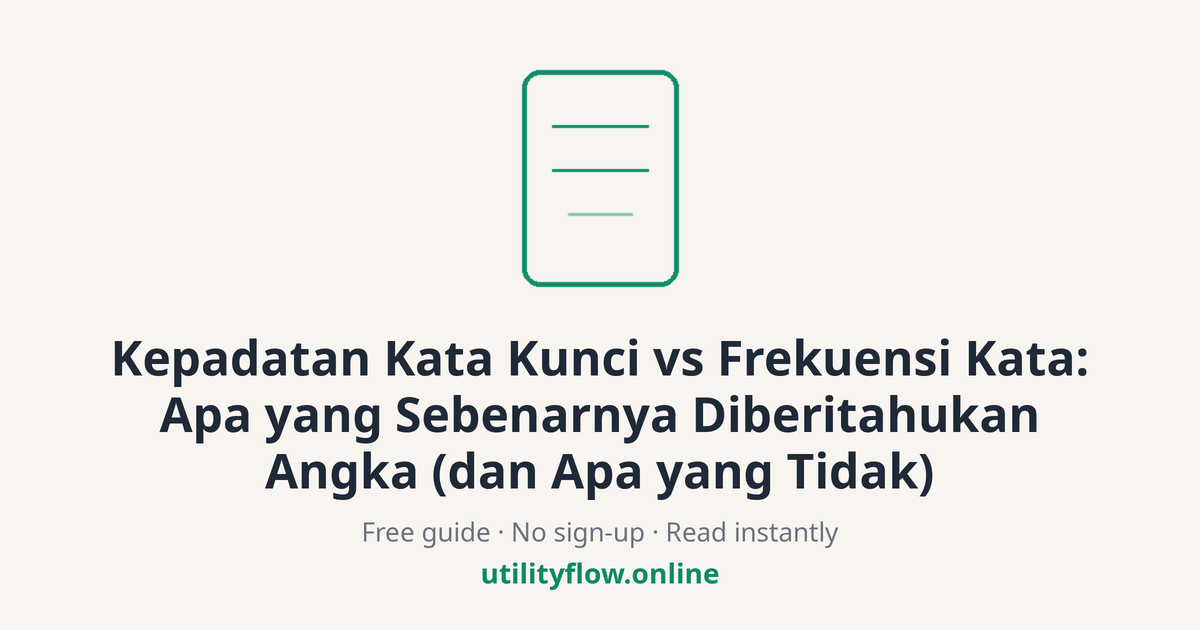 Kepadatan Kata Kunci vs Frekuensi Kata:
Apa yang Sebenarnya Diberitahukan
Angka (dan Apa yang Tidak)
Free guide · No sign-up · Read instantly
utilityflow.online